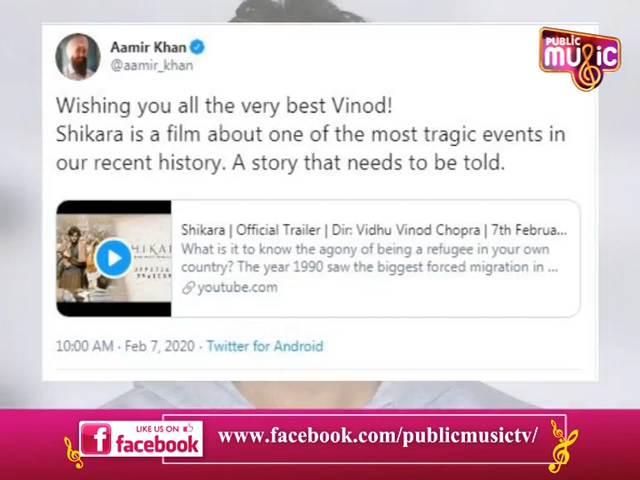 PUBLIC
music
Aamir Khan
@aamir_khan
Wishing you all the very best Vinod!
Shikara is a film about one of the most tragic events in
our recent history. A story that needs to be told.
Shikara | Official Trailer | Dir: Vidhu Vinod Chopra | 7th Februa...
What is it to know the agony of being a refugee in your own
country? The year 1990 saw the biggest forced migration in ...
youtube.com
10:00 AM · Feb 7, 2020 · Twitter for Android
LIKE US ON
f facebook
www.facebook.com/publicmusictv/